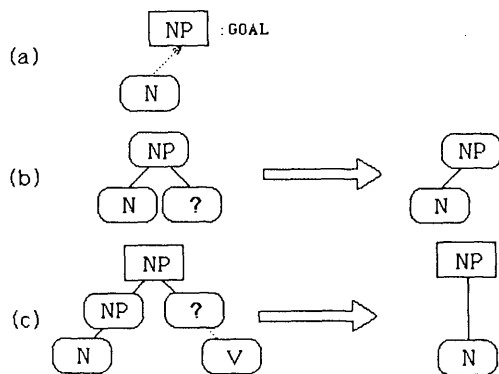 NP : GOAL
(a)
N
NP NP
(b)
N ? N
NP NP
NP ?
(c)
N V N